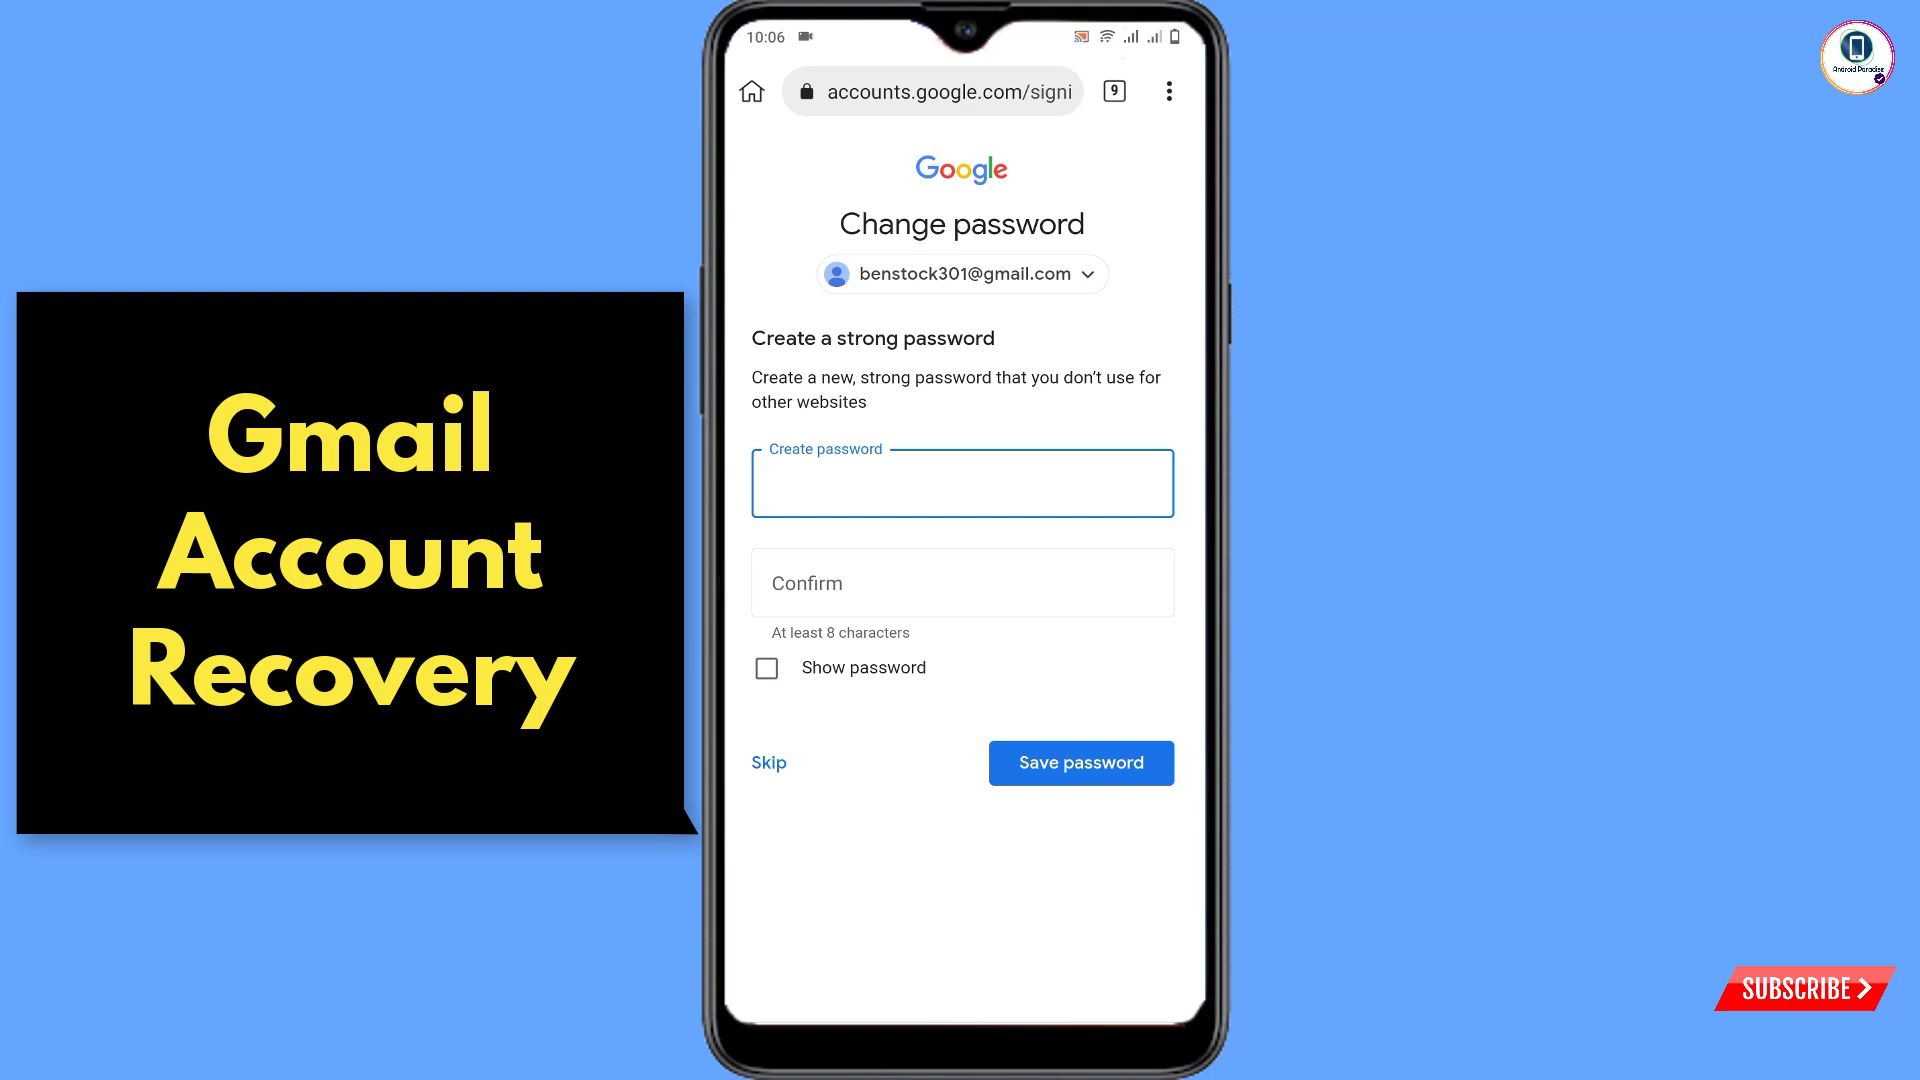 10:06
accounts.google.com/signi
9
Google
Change password
benstock301@gmail.com
Create a strong password
Create a new, strong password that you don’t use for
other websites
Create password
Confirm
At least 8 characters
Show password
Skip
Save password
Gmail
Account
Recovery
Android Paradise
SUBSCRIBE